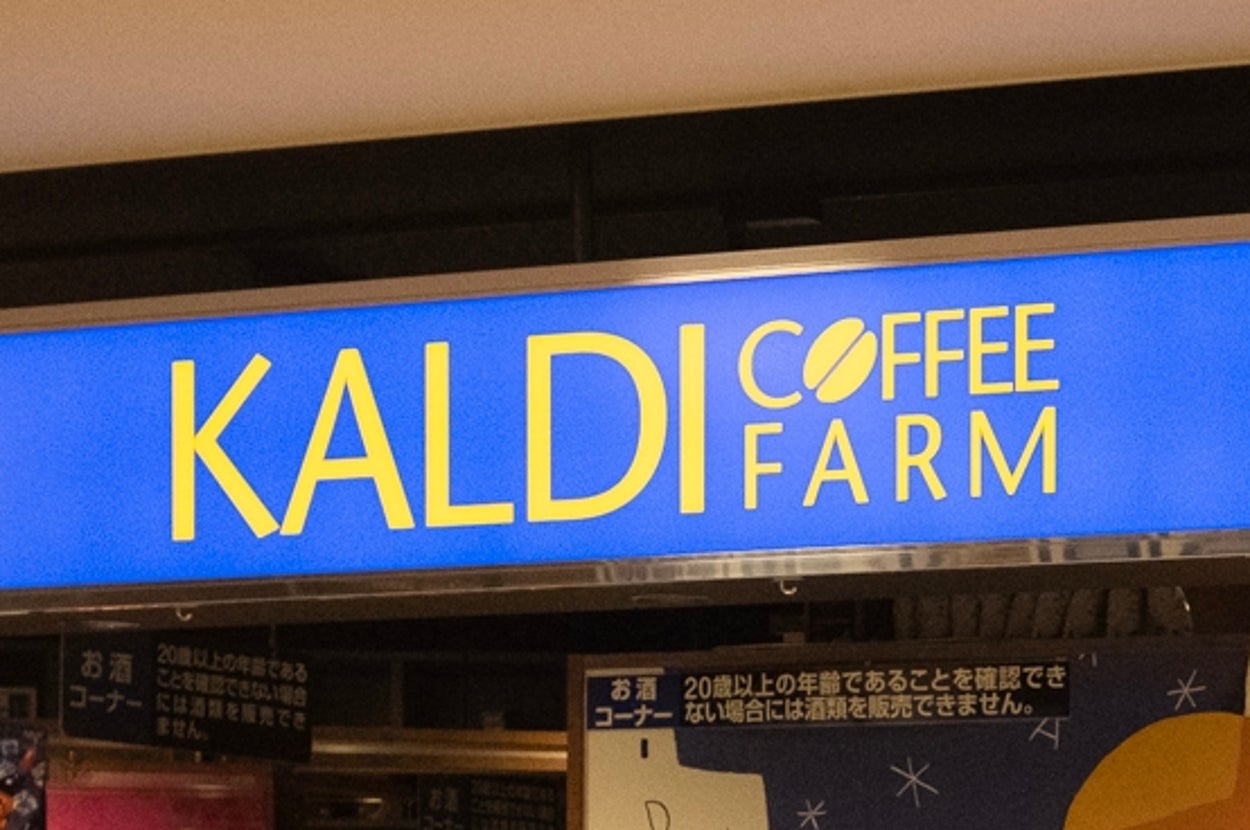 KALDI COFFEE
FARM
お酒
コーナー
20歳以上の年齢である
ことを確認できない場合
には酒類を販売でき
ません。
お酒
コーナー
20歳以上の年齢であることを確認でき
ない場合には酒類を販売できません。